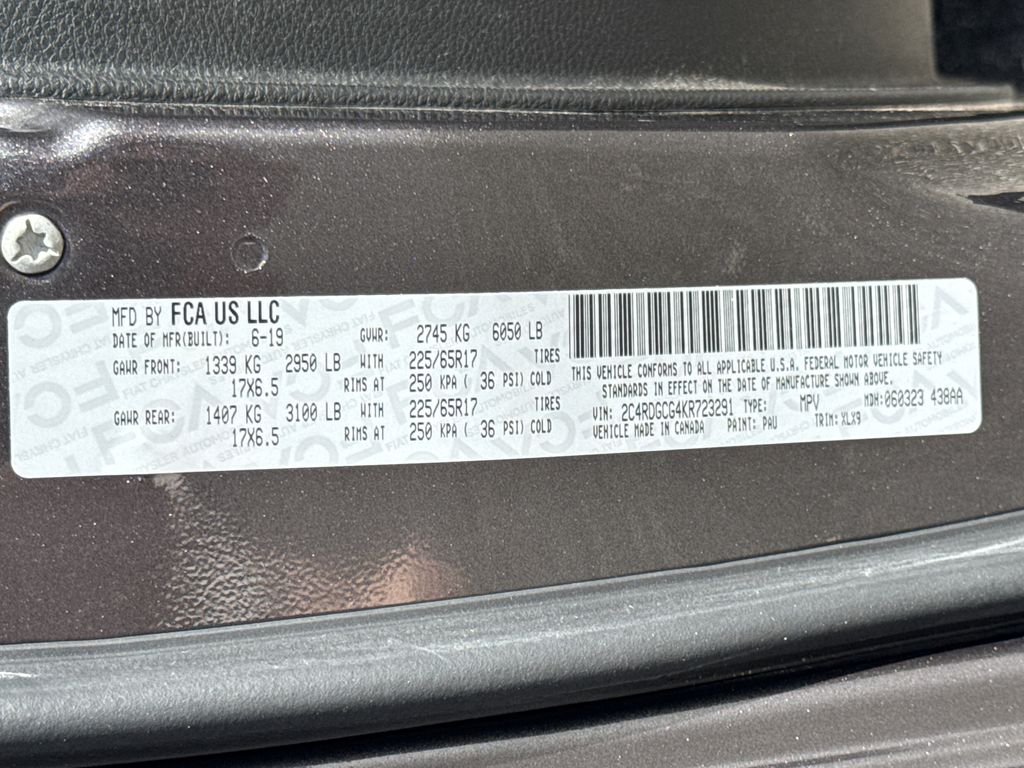 MFD BY FCA US LLC
DATE OF MFR(BUILT): 6-19 GVWR: 2745 KG 6050 LB
GAWR FRONT: 1339 KG 2950 LB WITH 225/65R17 TIRES
17X6.5 RIMS AT 250 KPA ( 36 PSI) COLD
GAWR REAR: 1407 KG 3100 LB WITH 225/65R17 TIRES
17X6.5 RIMS AT 250 KPA ( 36 PSI) COLD
THIS VEHICLE CONFORMS TO ALL APPLICABLE U.S.A. FEDERAL MOTOR VEHICLE SAFETY
STANDARDS IN EFFECT ON THE DATE OF MANUFACTURE SHOWN ABOVE.
VIN: 2C4RDGCG4KR723291 TYPE: MPV MDH: 060323 438AA
VEHICLE MADE IN CANADA PAINT: PAU TRIM: XLX9